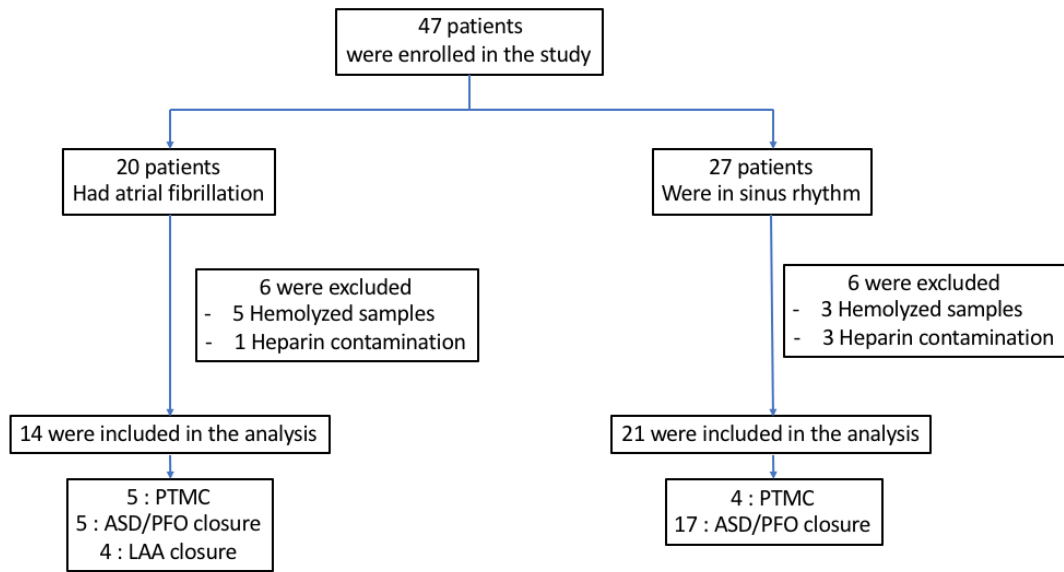 47 patients
were enrolled in the study
20 patients
Had atrial fibrillation
27 patients
Were in sinus rhythm
6 were excluded
- 5 Hemolyzed samples
- 1 Heparin contamination
6 were excluded
- 3 Hemolyzed samples
- 3 Heparin contamination
14 were included in the analysis
21 were included in the analysis
5 : PTMC
5 : ASD/PFO closure
4 : LAA closure
4 : PTMC
17 : ASD/PFO closure